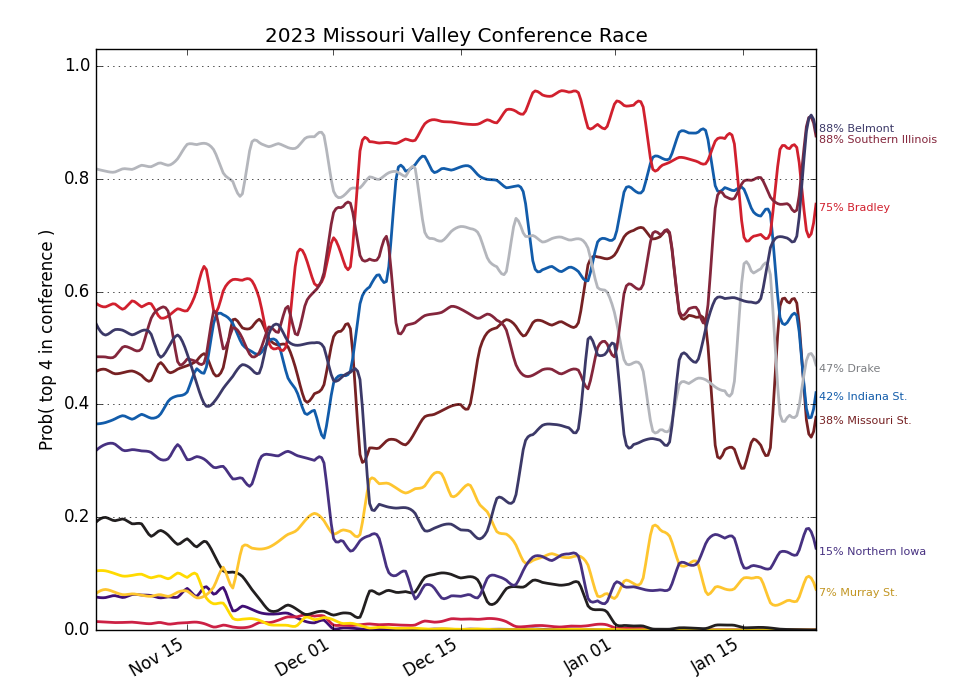 2023 Missouri Valley Conference Race
Prob( top 4 in conference )
1.0
0.8
0.6
0.4
0.2
0.0
Nov 15
Dec 01
Dec 15
Jan 01
Jan 15
88% Belmont
88% Southern Illinois
75% Bradley
47% Drake
42% Indiana St.
38% Missouri St.
15% Northern Iowa
7% Murray St.